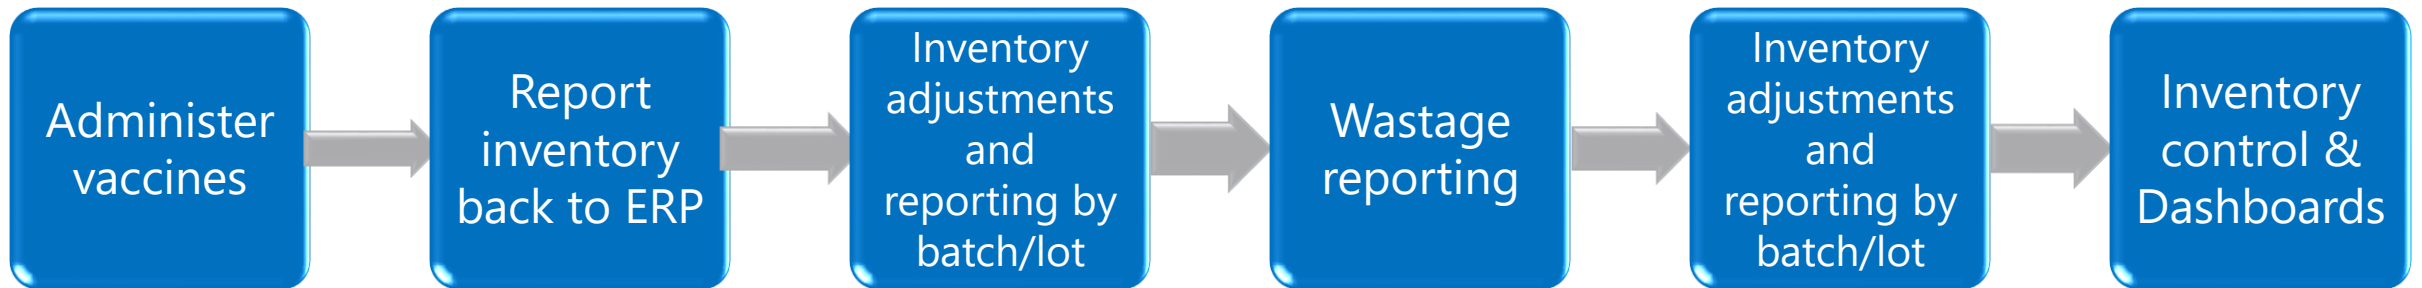 Administer
vaccines
Report
inventory
back to ERP
Inventory
adjustments
and
reporting by
batch/lot
Wastage
reporting
Inventory
adjustments
and
reporting by
batch/lot
Inventory
control &
Dashboards